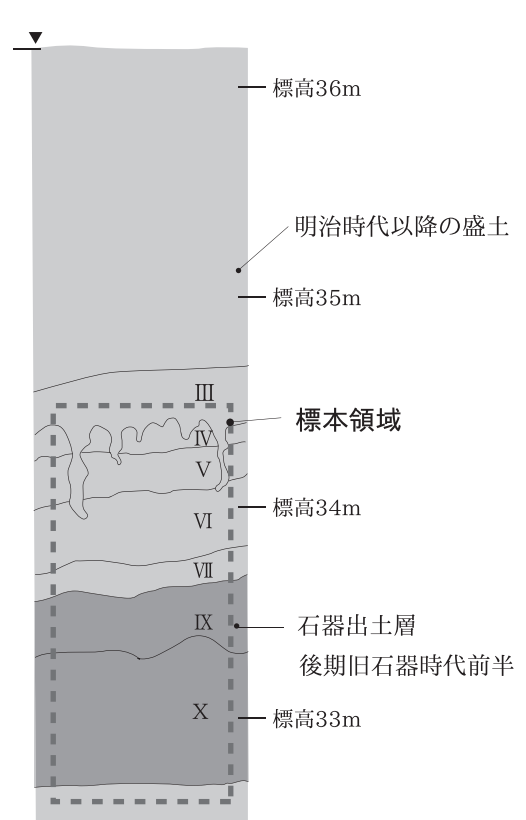 標高36m
明治時代以降の盛土
標高35m
Ⅲ
標本領域
Ⅳ
Ⅴ
標高34m
Ⅵ
Ⅶ
Ⅸ
石器出土層
後期旧石器時代前半
Ⅹ
標高33m